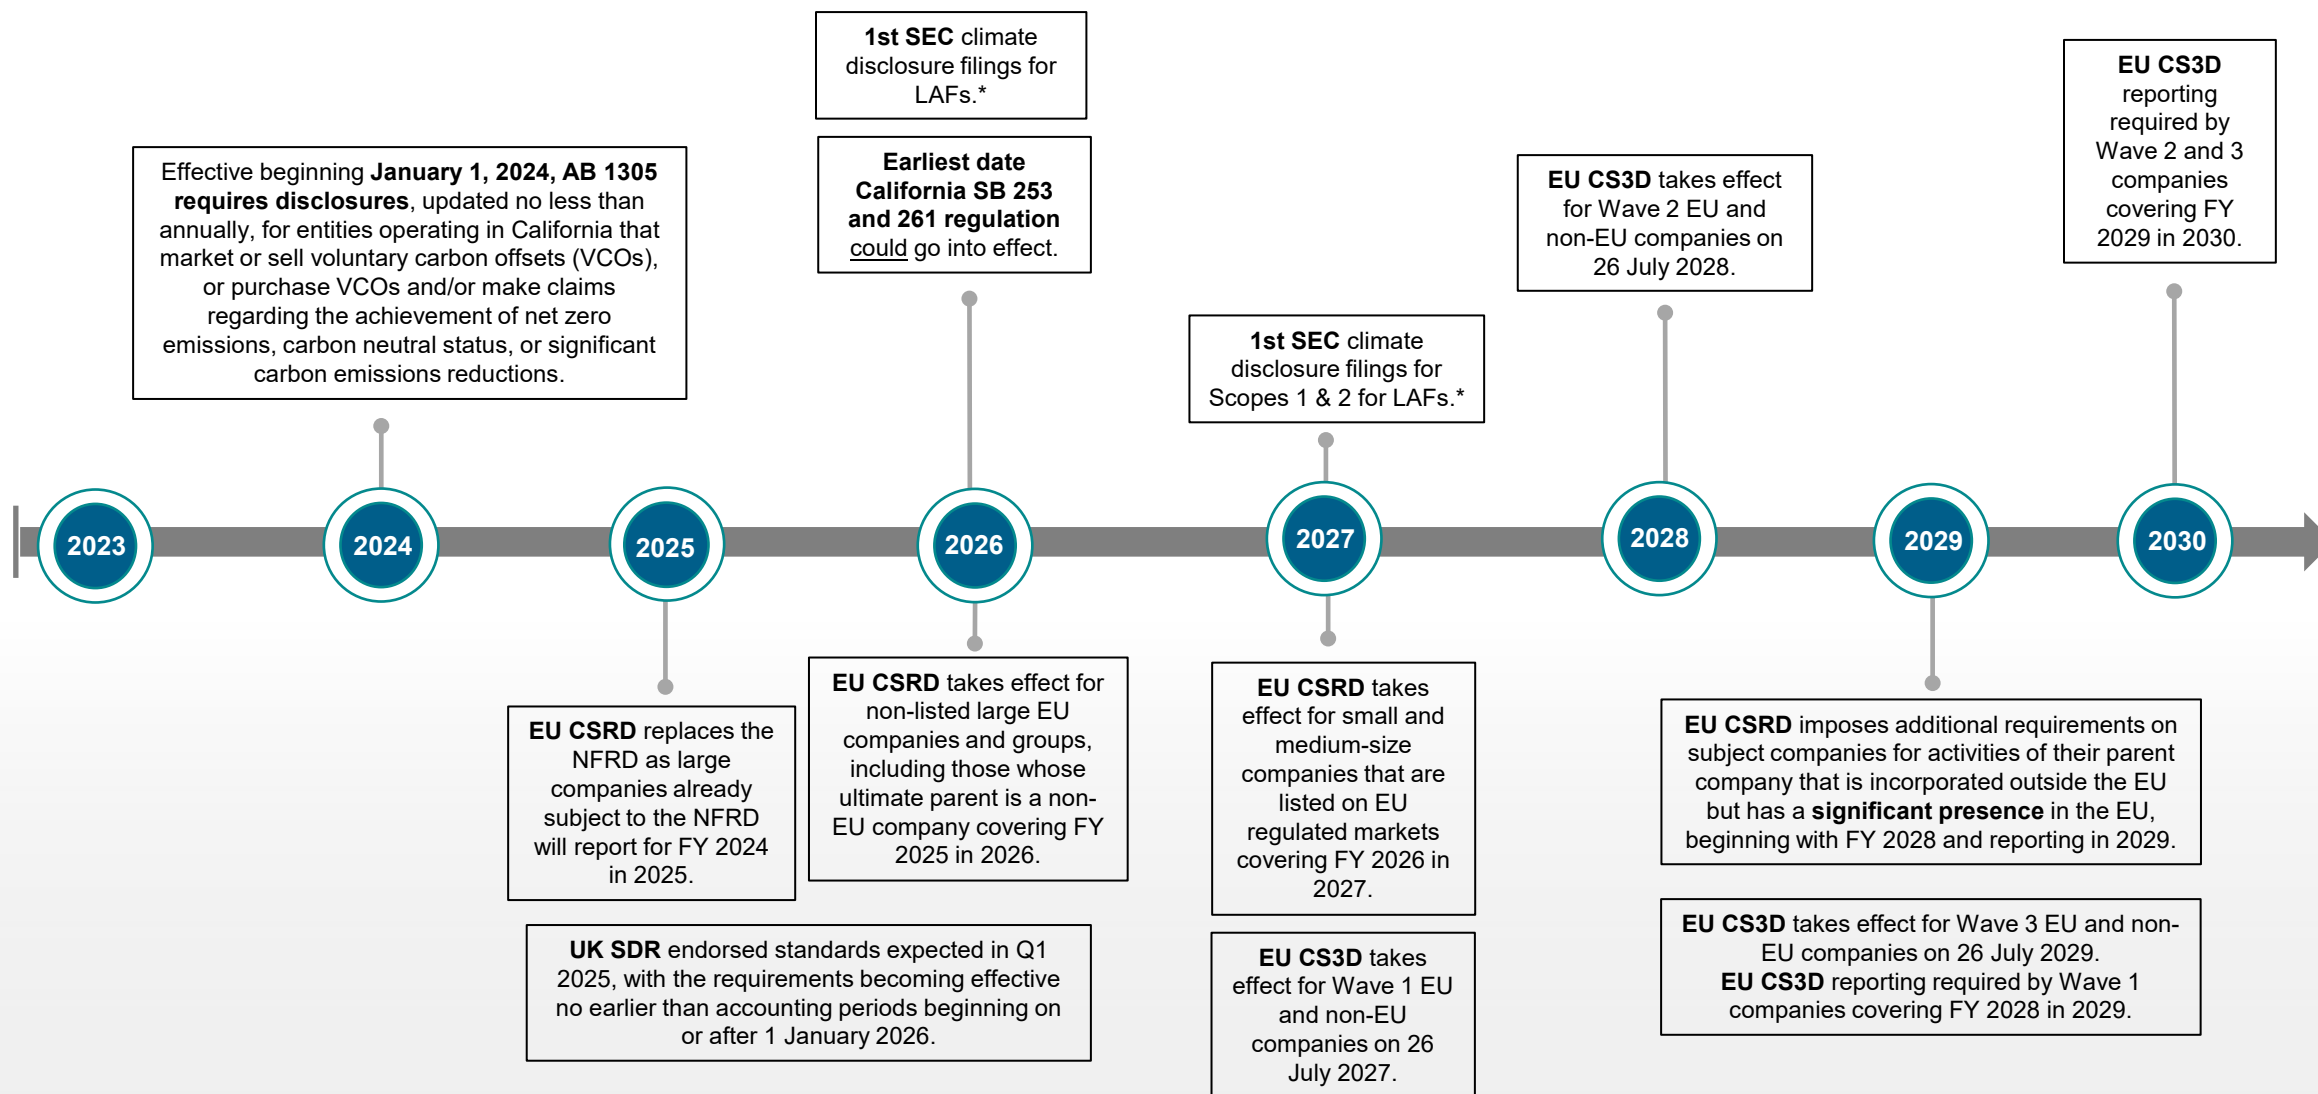 1st SEC climate
disclosure filings for
LAFs.*
Earliest date
California SB 253
and 261 regulation
could go into effect.
EU CS3D
reporting
required by
Wave 2 and 3
companies
covering FY
2029 in 2030.
Effective beginning January 1, 2024, AB 1305
requires disclosures, updated no less than
annually, for entities operating in California that
market or sell voluntary carbon offsets (VCOs),
or purchase VCOs and/or make claims
regarding the achievement of net zero
emissions, carbon neutral status, or significant
carbon emissions reductions.
EU CS3D takes effect
for Wave 2 EU and
non-EU companies on
26 July 2028.
1st SEC climate
disclosure filings for
Scopes 1 & 2 for LAFs.*
2023
2024
2025
2026
2027
2028
2029
2030
EU CSRD replaces the
NFRD as large
companies already
subject to the NFRD
will report for FY 2024
in 2025.
EU CSRD takes effect for
non-listed large EU
companies and groups,
including those whose
ultimate parent is a non-
EU company covering FY
2025 in 2026.
UK SDR endorsed standards expected in Q1
2025, with the requirements becoming effective
no earlier than accounting periods beginning on
or after 1 January 2026.
EU CSRD takes
effect for small and
medium-size
companies that are
listed on EU
regulated markets
covering FY 2026 in
2027.
EU CS3D takes
effect for Wave 1 EU
and non-EU
companies on 26
July 2027.
EU CSRD imposes additional requirements on
subject companies for activities of their parent
company that is incorporated outside the EU
but has a significant presence in the EU,
beginning with FY 2028 and reporting in 2029.
EU CS3D takes effect for Wave 3 EU and non-
EU companies on 26 July 2029.
EU CS3D reporting required by Wave 1
companies covering FY 2028 in 2029.